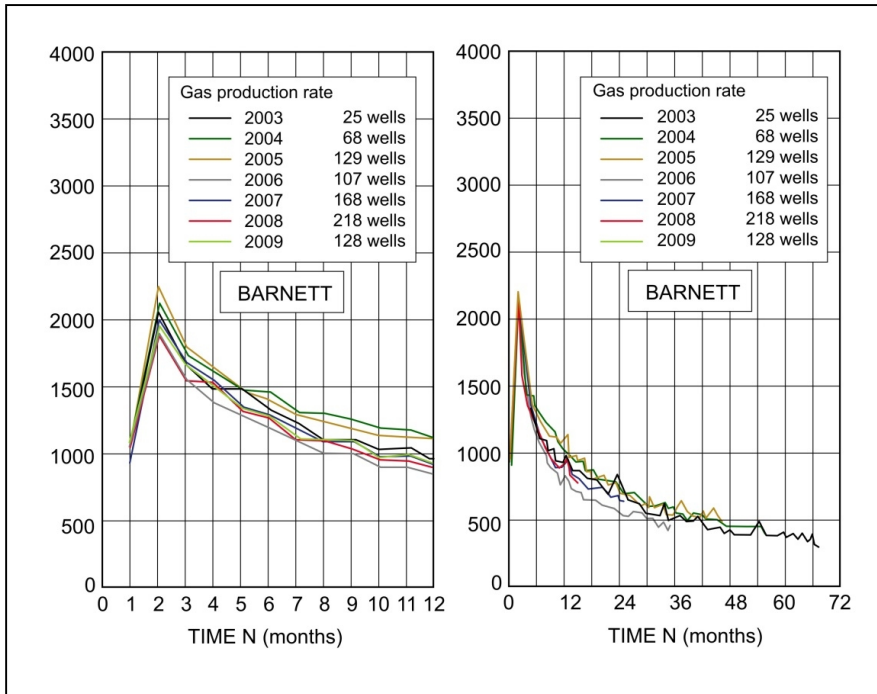 4000
3500
3000
2500
2000
1500
1000
500
0
Gas production rate
2003 25 wells
2004 68 wells
2005 129 wells
2006 107 wells
2007 168 wells
2008 218 wells
2009 128 wells
BARNETT
0 1 2 3 4 5 6 7 8 9 10 11 12
TIME N (months)
4000
3500
3000
2500
2000
1500
1000
500
0
Gas production rate
2003 25 wells
2004 68 wells
2005 129 wells
2006 107 wells
2007 168 wells
2008 218 wells
2009 128 wells
BARNETT
0 12 24 36 48 60 72
TIME N (months)